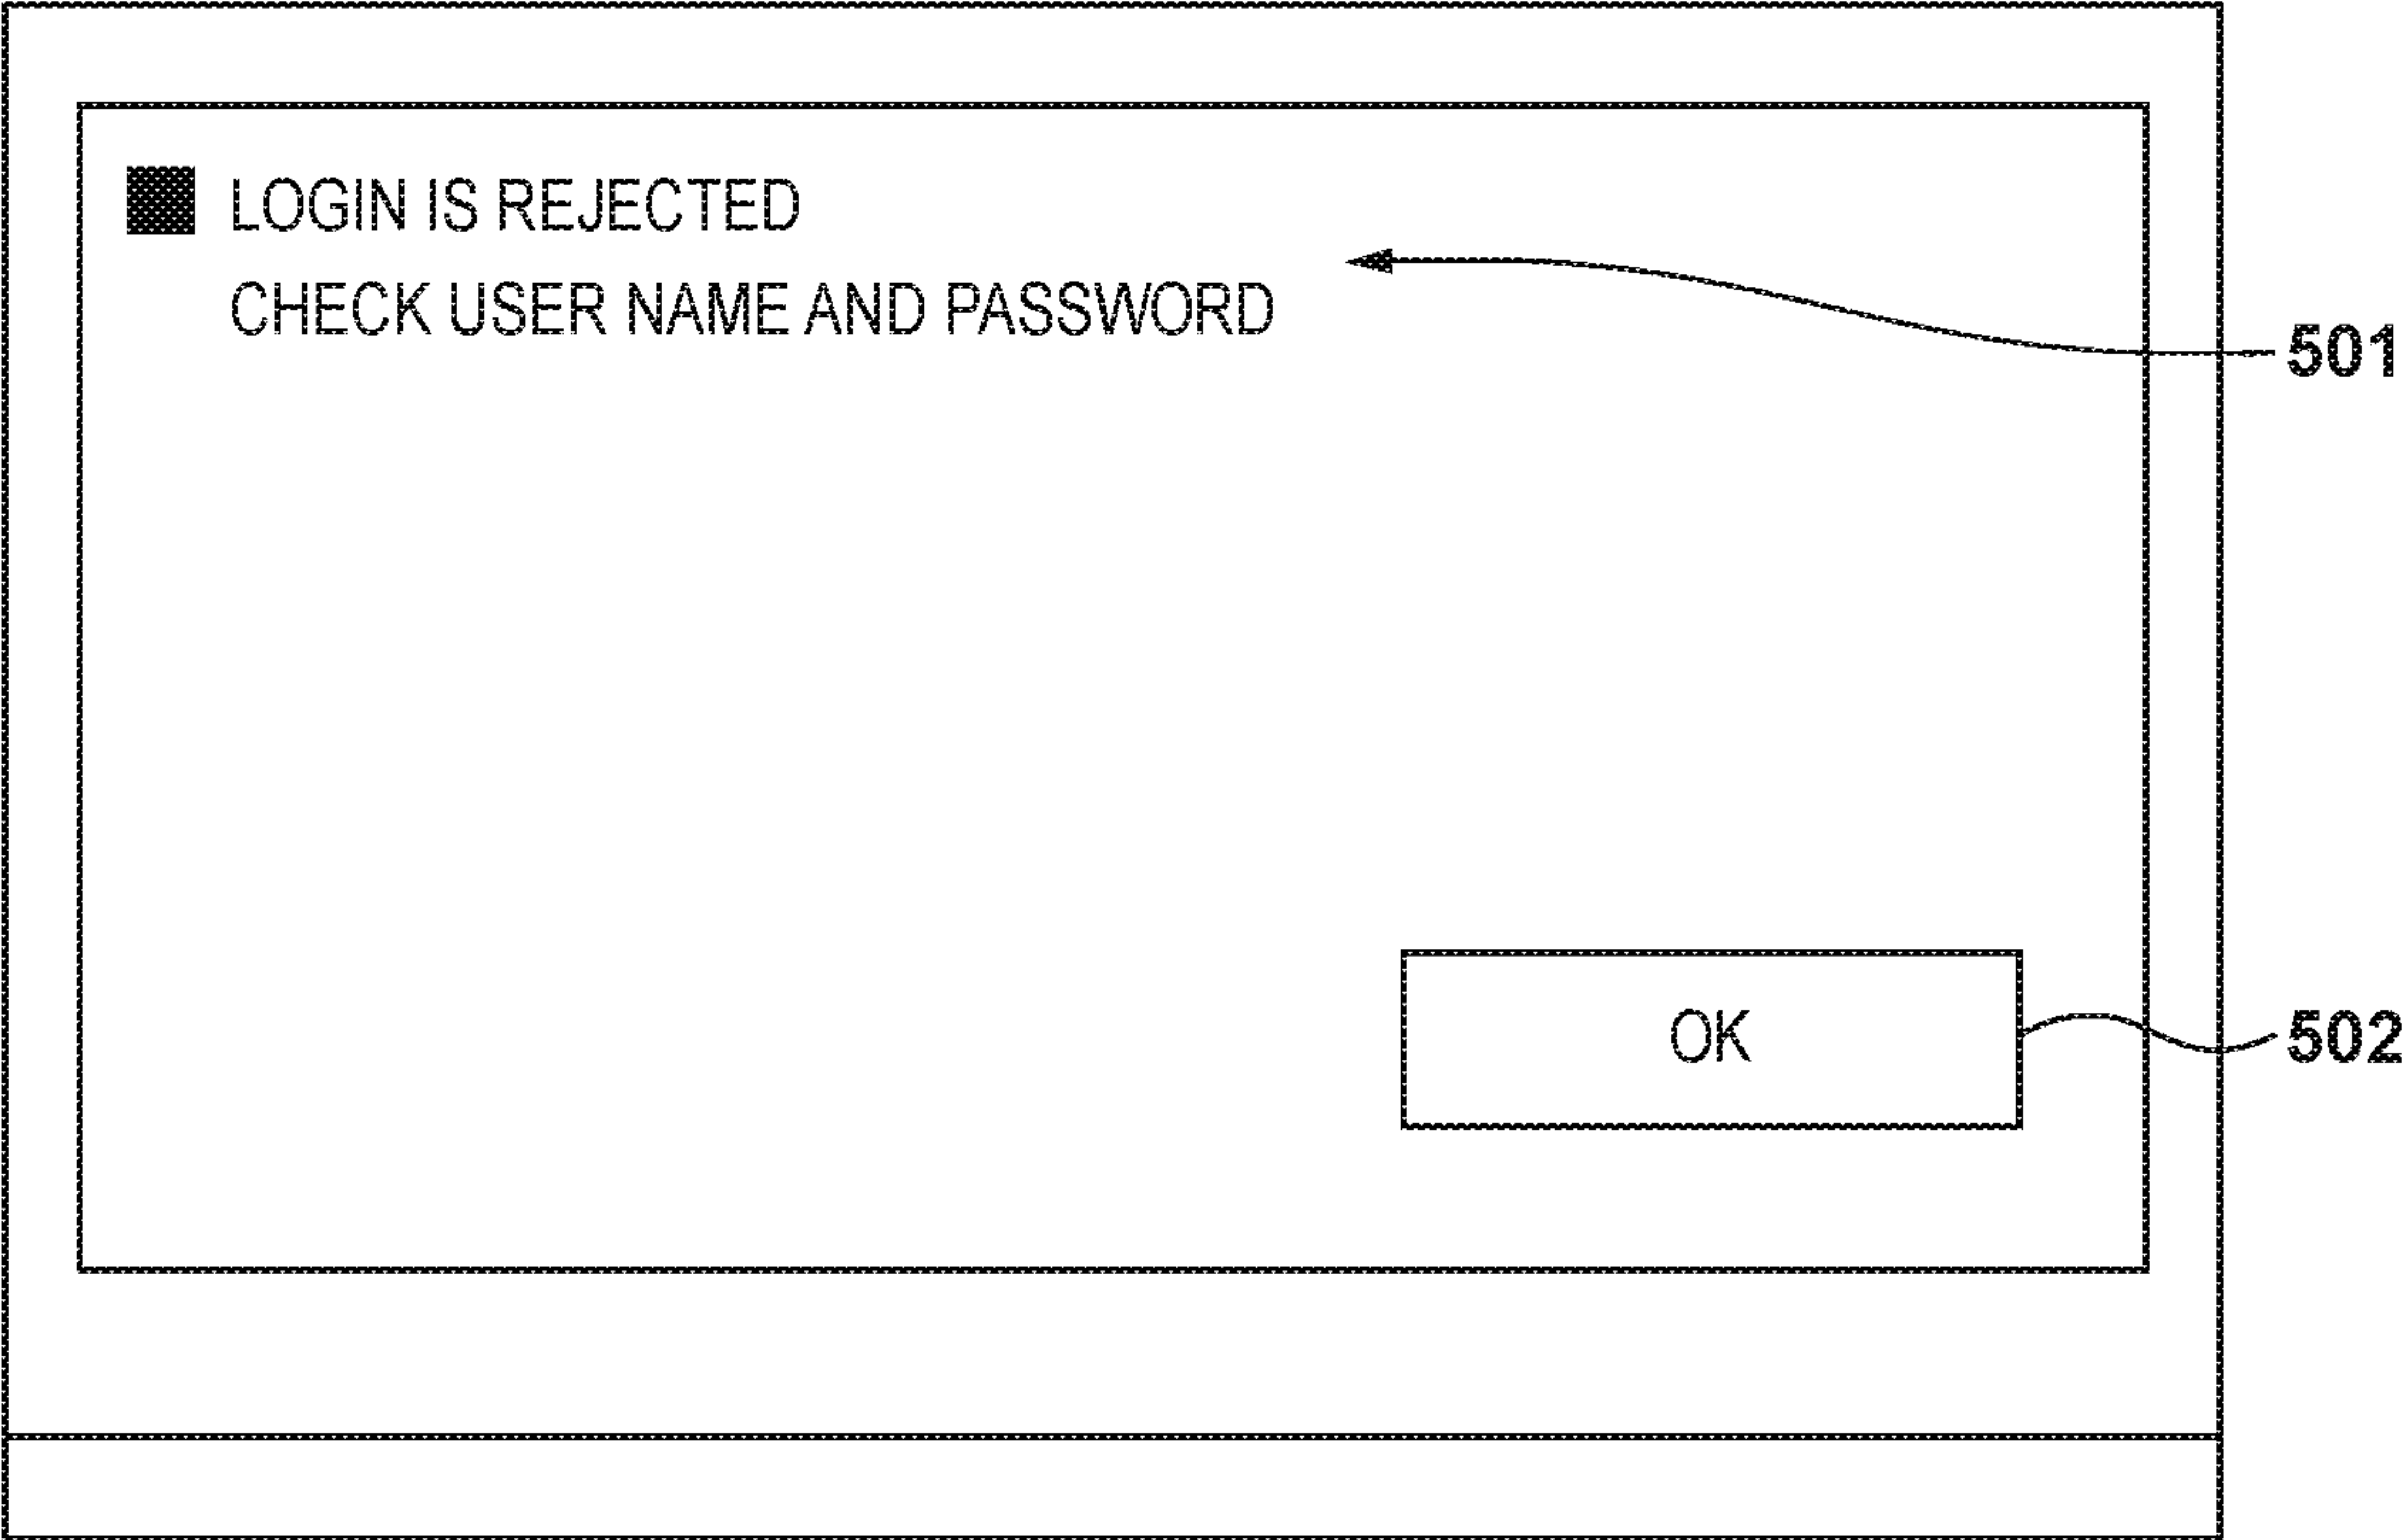 LOGIN IS REJECTED
CHECK USER NAME AND PASSWORD
501
OK
502